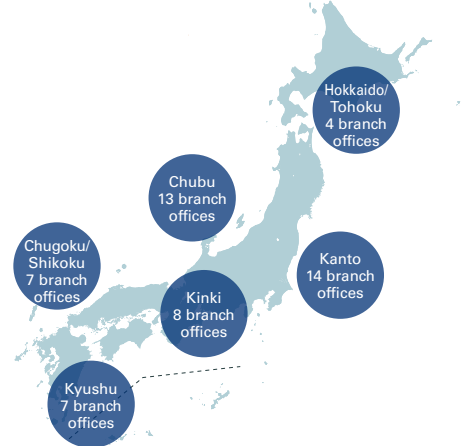 Hokkaido/
Tohoku
4 branch
offices
Chubu
13 branch
offices
Chugoku/
Shikoku
7 branch
offices
Kanto
14 branch
offices
Kinki
8 branch
offices
Kyushu
7 branch
offices